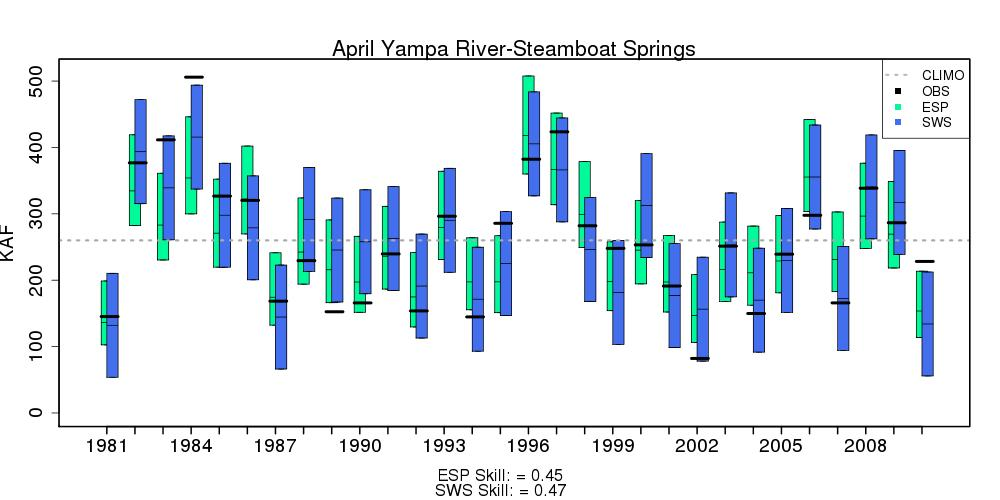 April Yampa River-Steamboat Springs
CLIMO
OBS
ESP
SWS
500
400
300
200
100
0
KAF
1981 1984 1987 1990 1993 1996 1999 2002 2005 2008
ESP Skill: = 0.45
SWS Skill: = 0.47